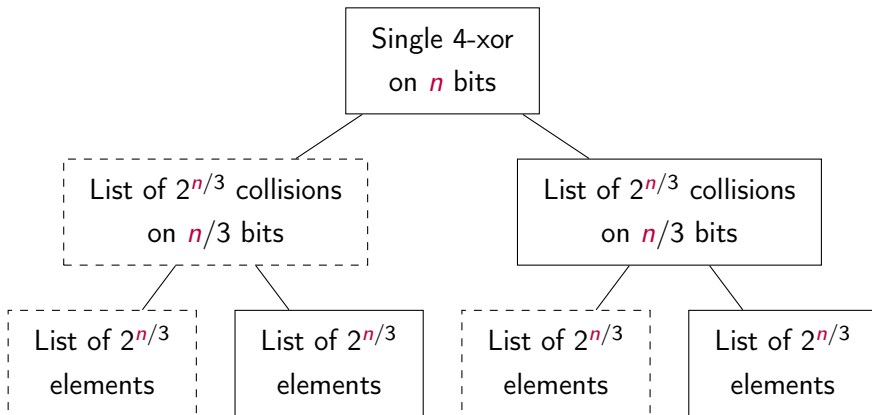 Single 4-xor
on n bits
List of 2^{n/3} collisions
on n/3 bits
List of 2^{n/3} collisions
on n/3 bits
List of 2^{n/3}
elements
List of 2^{n/3}
elements
List of 2^{n/3}
elements
List of 2^{n/3}
elements